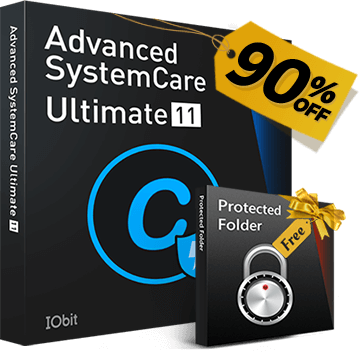 Advanced
SystemCare
Ultimate 11
90%
OFF
Advanced SystemCare Ultimate 11
IObit
Protected
Folder
Free
Protected Folder